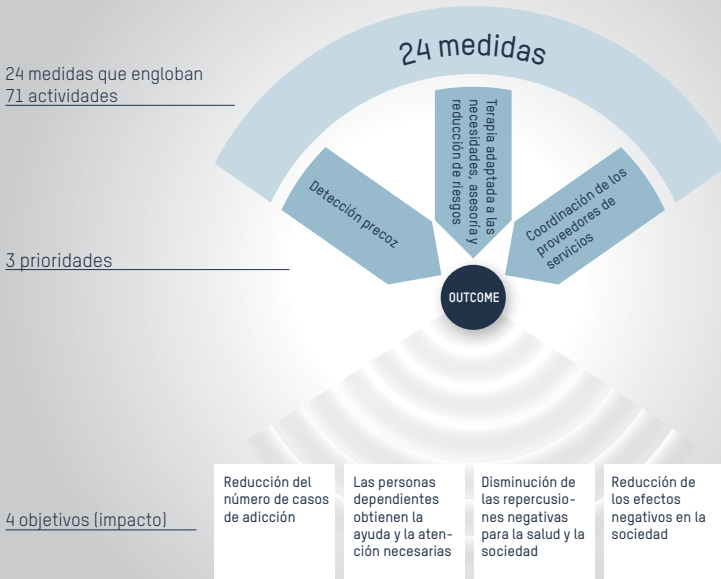 24 medidas
24 medidas que engloban
71 actividades
Detección precoz
Terapia adaptada a las
necesidades, asesoría y
reducción de riesgos
Coordinación de los
proveedores de
servicios
3 prioridades
OUTCOME
4 objetivos (impacto)
Reducción del
número de casos
de adicción
Las personas
dependientes
obtienen la
ayuda y la aten-
ción necesarias
Disminución de
las repercusio-
nes negativas
para la salud y la
sociedad
Reducción de
los efectos
negativos en la
sociedad